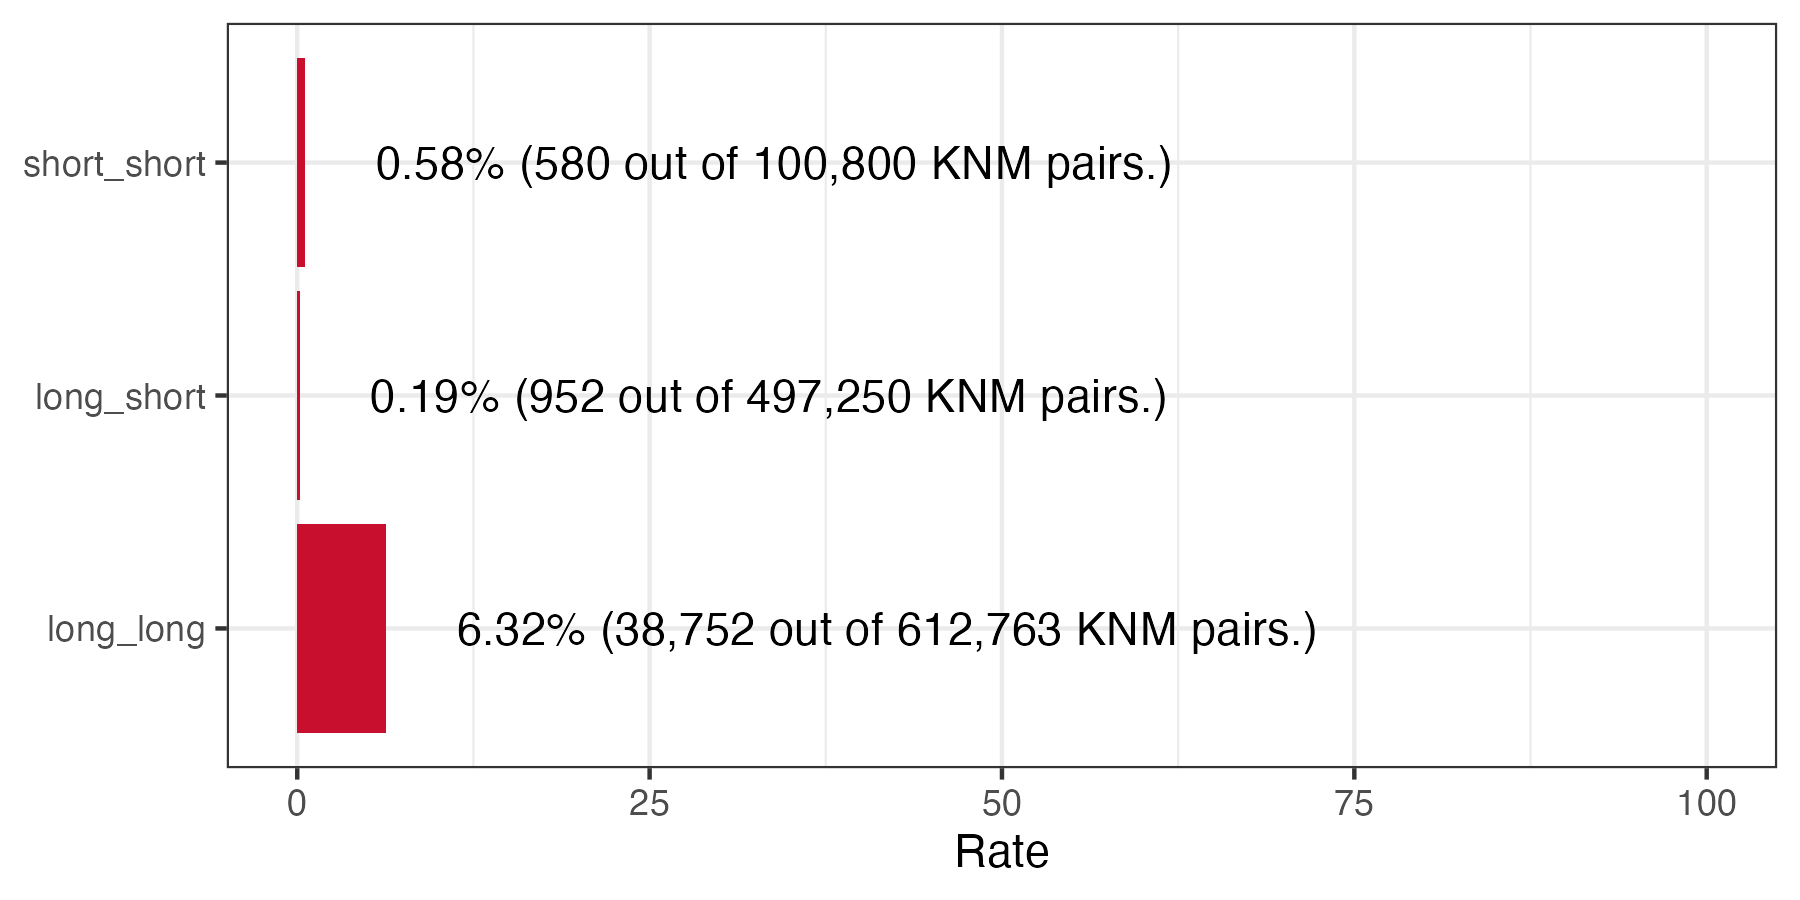 short_short
0.58% (580 out of 100,800 KNM pairs.)
long_short
0.19% (952 out of 497,250 KNM pairs.)
long_long
6.32% (38,752 out of 612,763 KNM pairs.)
0 25 50 75 100
Rate